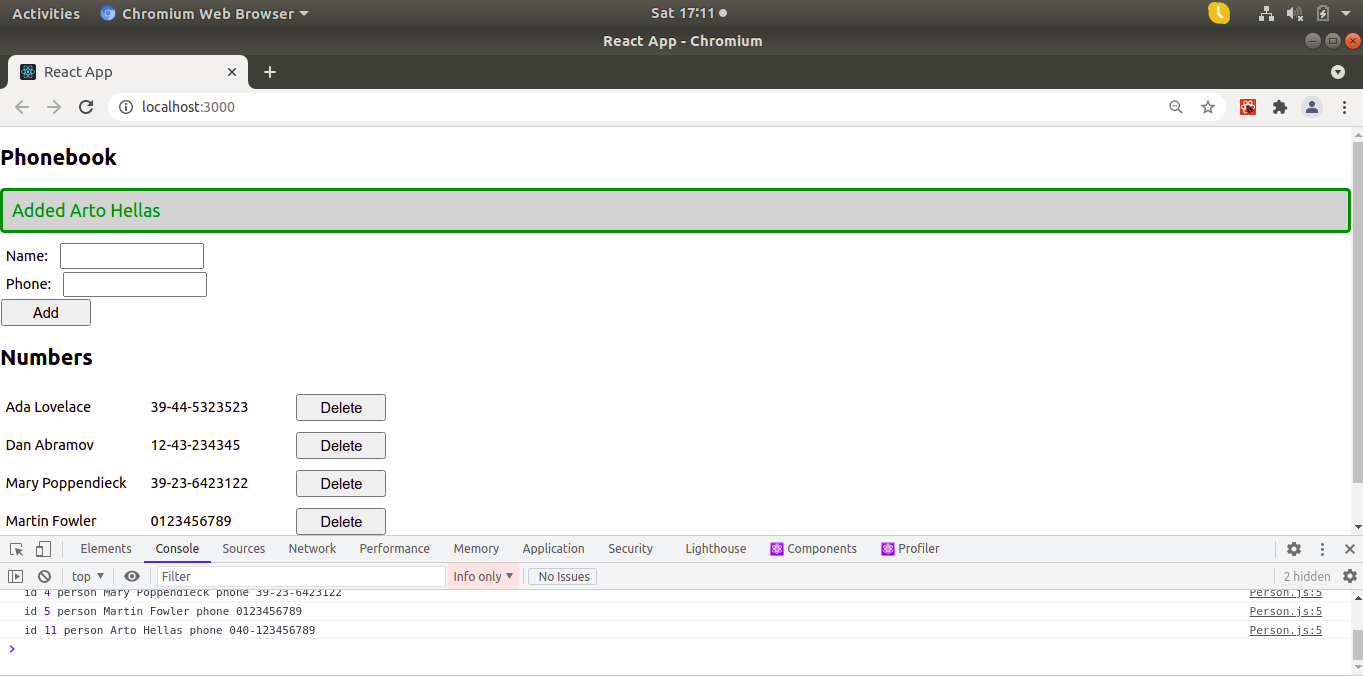 Activities Chromium Web Browser Sat 17:11
React App - Chromium
React App
localhost:3000
Phonebook
Added Arto Hellas
Name:
Phone:
Add
Numbers
Ada Lovelace 39-44-5323523 Delete
Dan Abramov 12-43-234345 Delete
Mary Poppendieck 39-23-6423122 Delete
Martin Fowler 0123456789 Delete
Elements Console Sources Network Performance Memory Application Security Lighthouse Components Profiler
top Filter Info only No Issues 2 hidden
id 4 person Mary Poppendieck phone 39-23-6423122 Person.js:5
id 5 person Martin Fowler phone 0123456789 Person.js:5
id 11 person Arto Hellas phone 040-123456789 Person.js:5